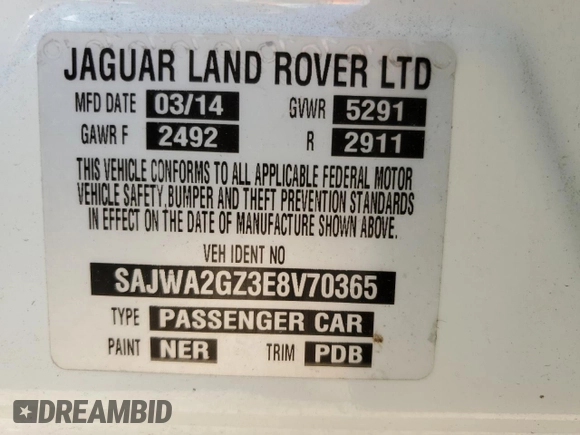 JAGUAR LAND ROVER LTD
MFD DATE 03/14 GVWR 5291
GAWR F 2492 R 2911
THIS VEHICLE CONFORMS TO ALL APPLICABLE FEDERAL MOTOR
VEHICLE SAFETY,BUMPER AND THEFT PREVENTION STANDARDS
IN EFFECT ON THE DATE OF MANUFACTURE SHOWN ABOVE.
VEH IDENT NO
SAJWA2GZ3E8V70365
TYPE PASSENGER CAR
PAINT NER TRIM PDB
DREAMBID